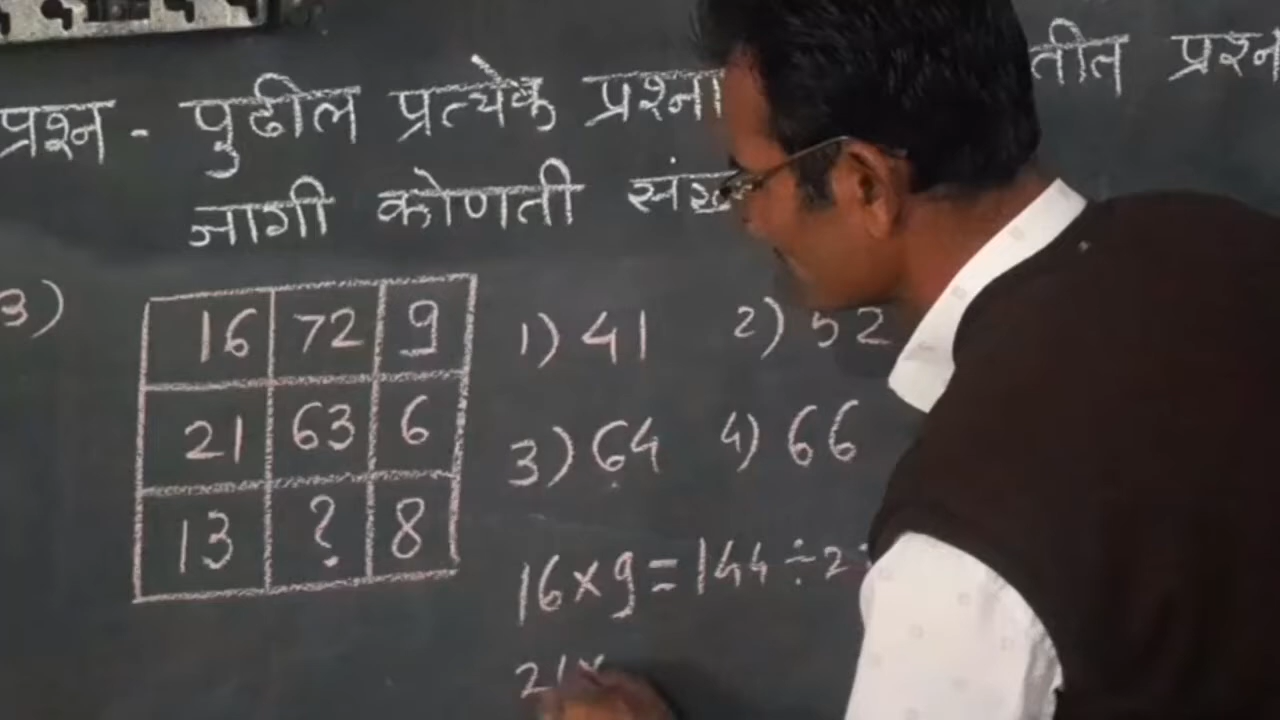 प्रश्न - पुढील प्रत्येक प्रश्ना तील प्रश्न
जागी कोणती
3)
16 72 9
21 63 6
13 ? 8
1) 41 2) 52
3) 64 4) 66
16×9=144÷2
21×